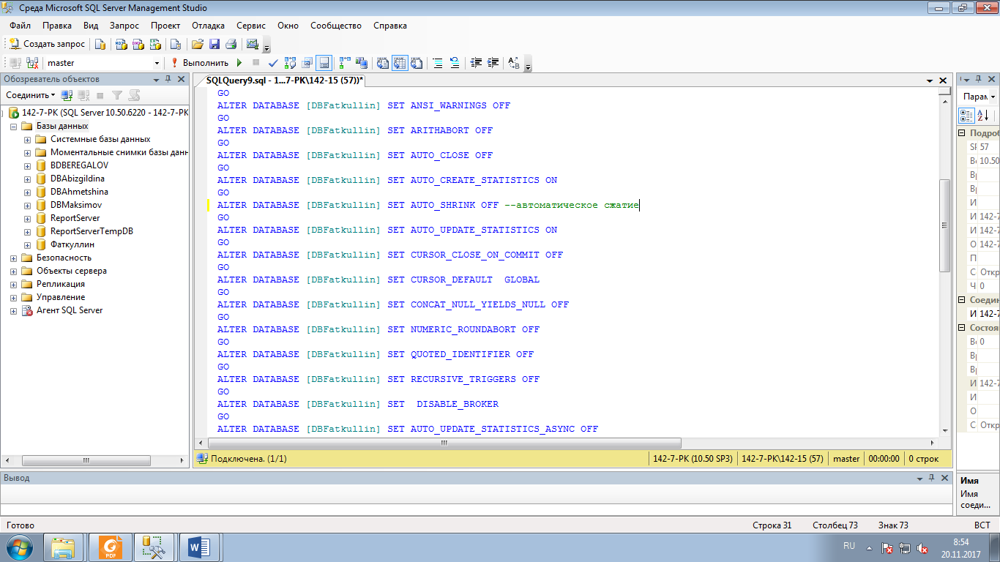 Среда Microsoft SQL Server Management Studio
Файл Правка Вид Запрос Проект Отладка Сервис Окно Сообщество Справка
Создать запрос
master
Выполнить
Обозреватель объектов
Соединить
142-7-PK (SQL Server 10.50.6220 - 142-7-PK
Базы данных
Системные базы данных
Моментальные снимки базы данн
BDBEREGALOV
DBAbizgildina
DBAhmetshina
DBMaksimov
ReportServer
ReportServerTempDB
Фаткуллин
Безопасность
Объекты сервера
Репликация
Управление
Агент SQL Server
SQLQuery9.sql - 1...7-PK\142-15 (57))*
GO
ALTER DATABASE [DBFatkullin] SET ANSI_WARNINGS OFF
GO
ALTER DATABASE [DBFatkullin] SET ARITHABORT OFF
GO
ALTER DATABASE [DBFatkullin] SET AUTO_CLOSE OFF
GO
ALTER DATABASE [DBFatkullin] SET AUTO_CREATE_STATISTICS ON
GO
ALTER DATABASE [DBFatkullin] SET AUTO_SHRINK OFF --автоматическое сжатие
GO
ALTER DATABASE [DBFatkullin] SET AUTO_UPDATE_STATISTICS ON
GO
ALTER DATABASE [DBFatkullin] SET CURSOR_CLOSE_ON_COMMIT OFF
GO
ALTER DATABASE [DBFatkullin] SET CURSOR_DEFAULT  GLOBAL
GO
ALTER DATABASE [DBFatkullin] SET CONCAT_NULL_YIELDS_NULL OFF
GO
ALTER DATABASE [DBFatkullin] SET NUMERIC_ROUNDABORT OFF
GO
ALTER DATABASE [DBFatkullin] SET QUOTED_IDENTIFIER OFF
GO
ALTER DATABASE [DBFatkullin] SET RECURSIVE_TRIGGERS OFF
GO
ALTER DATABASE [DBFatkullin] SET  DISABLE_BROKER
GO
ALTER DATABASE [DBFatkullin] SET AUTO_UPDATE_STATISTICS_ASYNC OFF
Подключена. (1/1)
142-7-PK (10.50 SP3) 142-7-PK\142-15 (57) master 00:00:00 0 строк
Парам
Подроб
SF 57
Ве 10.50
Вр
Вр
И
И 142-7
И 142-7
О 142-7
П
С Откр
Ч 0
Соедин
И 142-7
Состоя
Ве 0
Вр
Вр
И 142-7
И
О
С Откр
Имя
Имя
соеди...
Вывод
Готово
Строка 31 Столбец 73 Знак 73 ВСТ
PDF
RU
8:54
20.11.2017